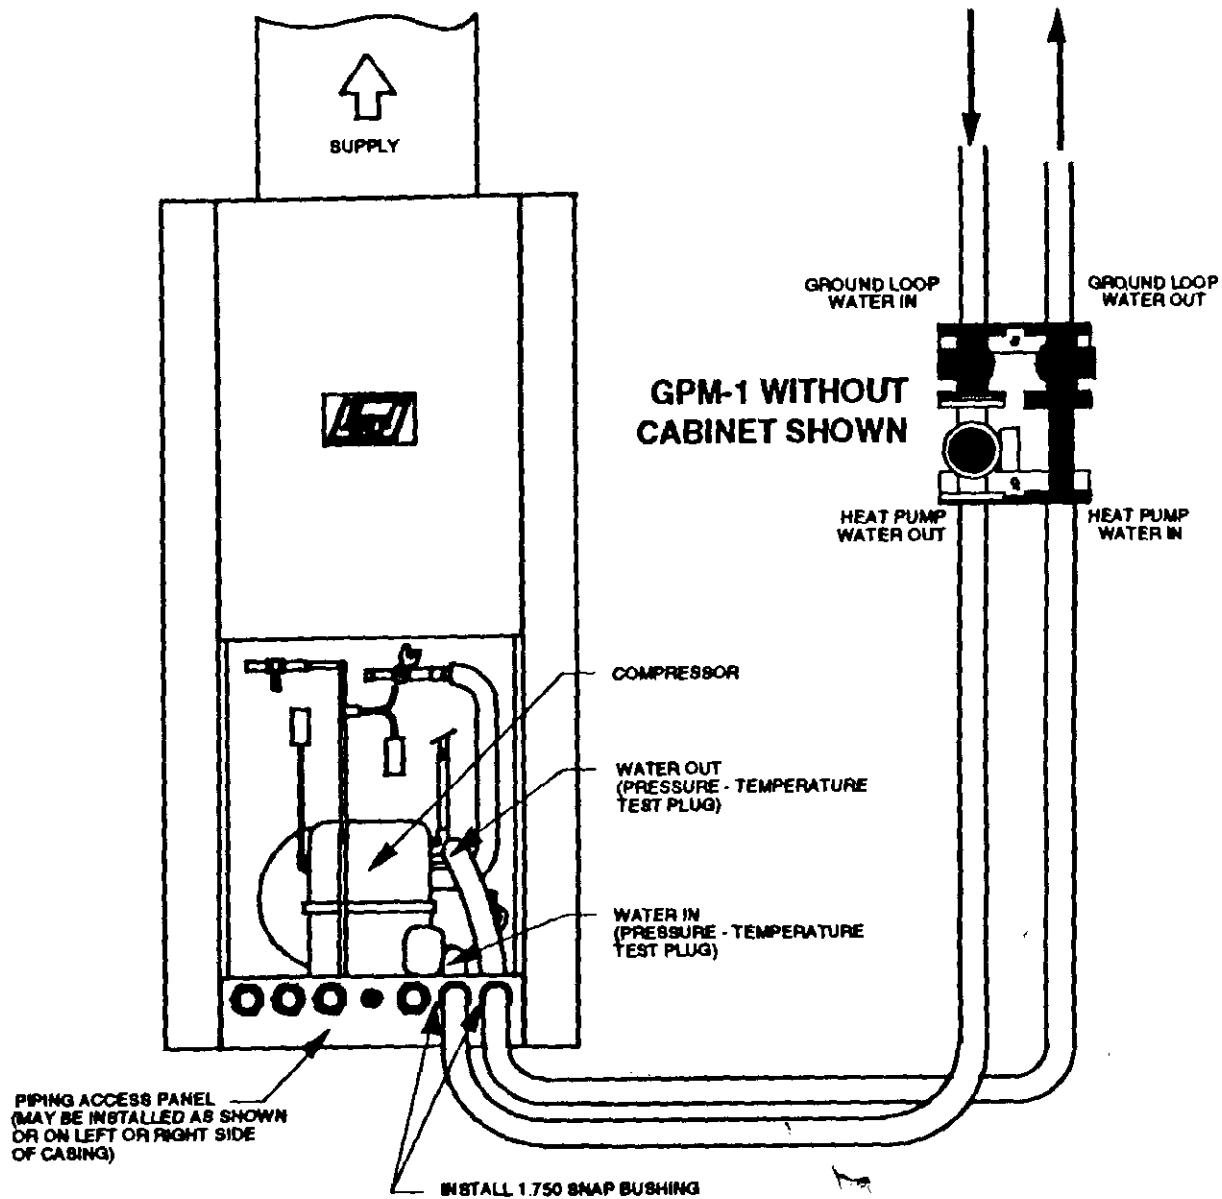 SUPPLY
GROUND LOOP
WATER IN
GROUND LOOP
WATER OUT
GPM-1 WITHOUT
CABINET SHOWN
HEAT PUMP
WATER OUT
HEAT PUMP
WATER IN
COMPRESSOR
WATER OUT
(PRESSURE - TEMPERATURE
TEST PLUG)
WATER IN
(PRESSURE - TEMPERATURE
TEST PLUG)
PIPING ACCESS PANEL
(MAY BE INSTALLED AS SHOWN
OR ON LEFT OR RIGHT SIDE
OF CASING)
INSTALL 1.750 SNAP BUSHING